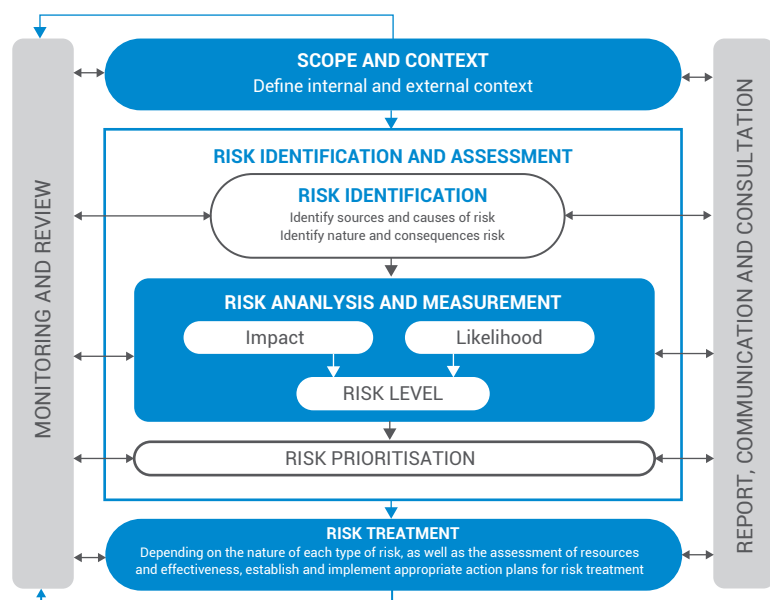 SCOPE AND CONTEXT
Define internal and external context
MONITORING AND REVIEW
REPORT, COMMUNICATION AND CONSULTATION
RISK IDENTIFICATION AND ASSESSMENT
RISK IDENTIFICATION
Identify sources and causes of risk
Identify nature and consequences risk
RISK ANANLYSIS AND MEASUREMENT
Impact
Likelihood
RISK LEVEL
RISK PRIORITISATION
RISK TREATMENT
Depending on the nature of each type of risk, as well as the assessment of resources
and effectiveness, establish and implement appropriate action plans for risk treatment